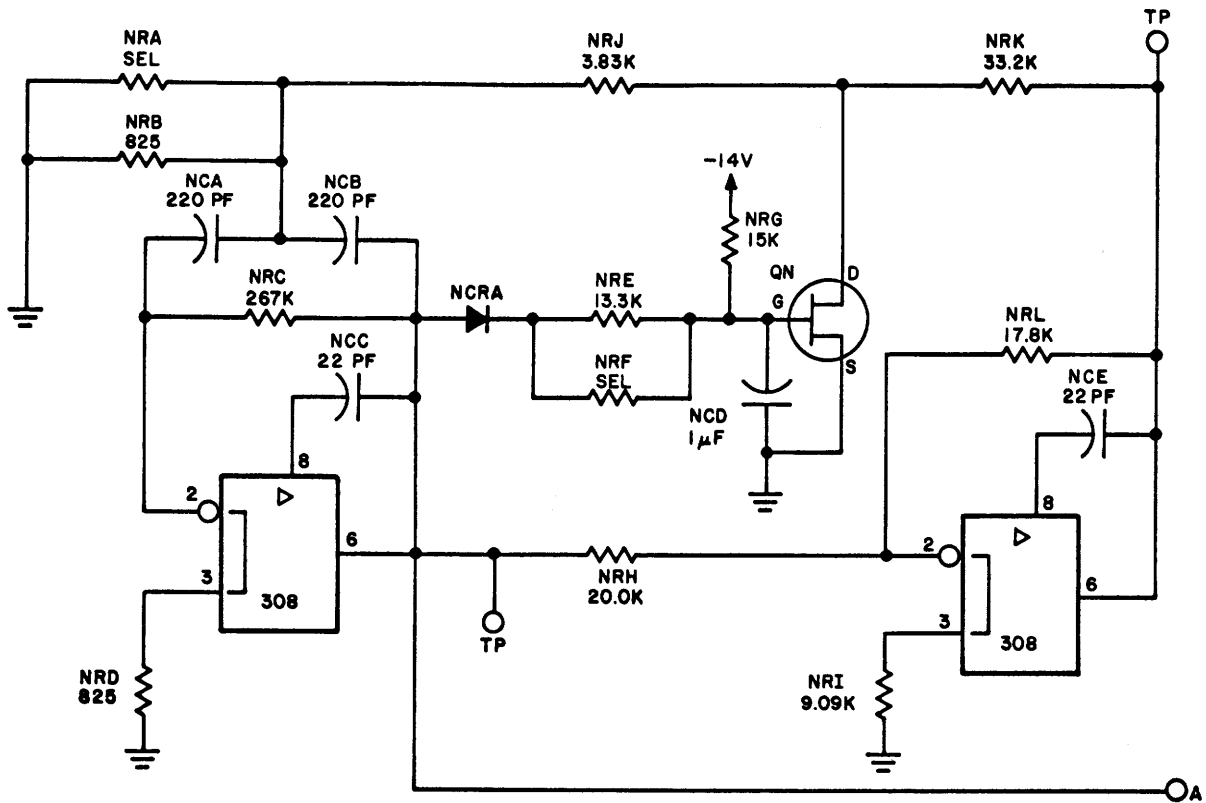 TP
NRA
SEL
NRJ
3.83K
NRK
33.2K
NRB
825
-14V
NCA
220 PF
NCB
220 PF
NRG
15K
QN
D
G
S
NRC
267K
NCRA
NRE
13.3K
NRL
17.8K
NCC
22 PF
NRF
SEL
NCD
1µF
NCE
22 PF
8
2
6
3
308
8
2
6
3
308
NRH
20.0K
TP
NRD
825
NRI
9.09K
A